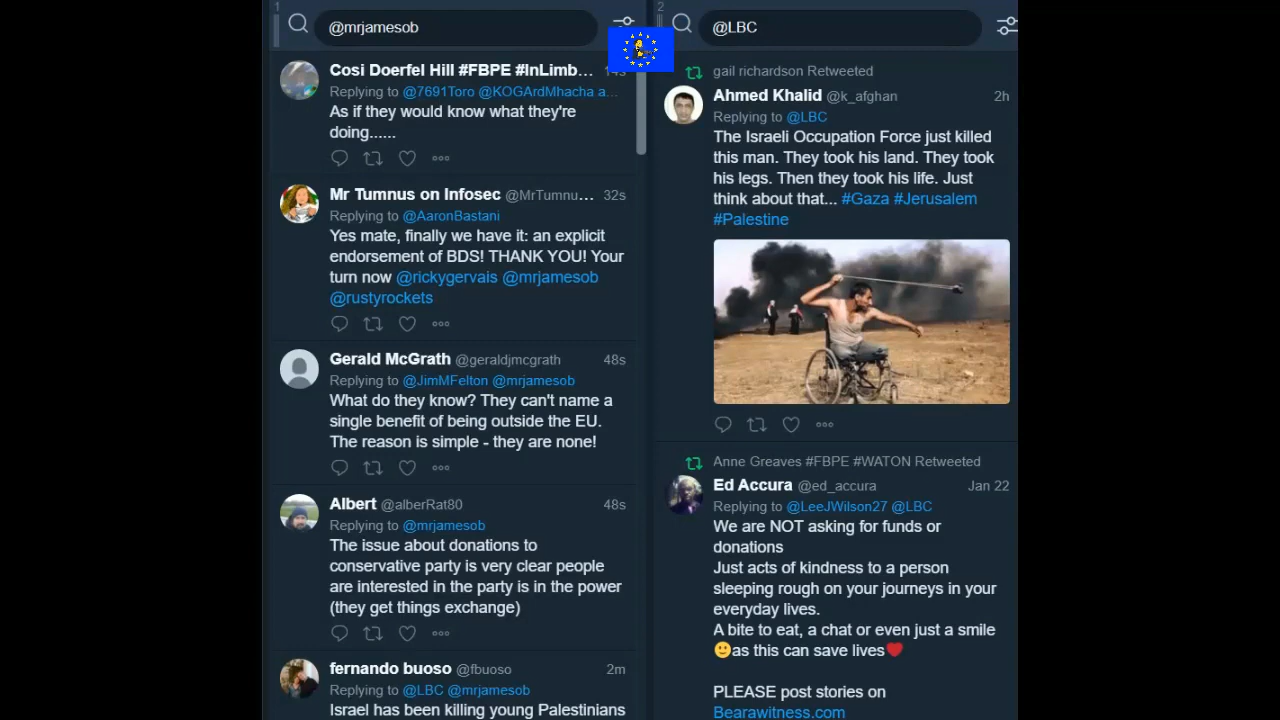 1
@mrjamesob
Cosi Doerfel Hill #FBPE #InLimb...
Replying to @7691Toro @KOGArdMhacha a...
As if they would know what they're
doing......
Mr Tumnus on Infosec @MrTumnu... 32s
Replying to @AaronBastani
Yes mate, finally we have it: an explicit
endorsement of BDS! THANK YOU! Your
turn now @rickygervais @mrjamesob
@rustyrockets
Gerald McGrath @geraldjmcgrath 48s
Replying to @JimMFelton @mrjamesob
What do they know? They can't name a
single benefit of being outside the EU.
The reason is simple - they are none!
Albert @alberRat80 48s
Replying to @mrjamesob
The issue about donations to
conservative party is very clear people
are interested in the party is in the power
(they get things exchange)
fernando buoso @fbuoso 2m
Replying to @LBC @mrjamesob
Israel has been killing young Palestinians
2
@LBC
gail richardson Retweeted
Ahmed Khalid @k_afghan 2h
Replying to @LBC
The Israeli Occupation Force just killed
this man. They took his land. They took
his legs. Then they took his life. Just
think about that... #Gaza #Jerusalem
#Palestine
Anne Greaves #FBPE #WATON Retweeted
Ed Accura @ed_accura Jan 22
Replying to @LeeJWilson27 @LBC
We are NOT asking for funds or
donations
Just acts of kindness to a person
sleeping rough on your journeys in your
everyday lives.
A bite to eat, a chat or even just a smile
🙂as this can save lives❤
PLEASE post stories on
Bearawitness.com